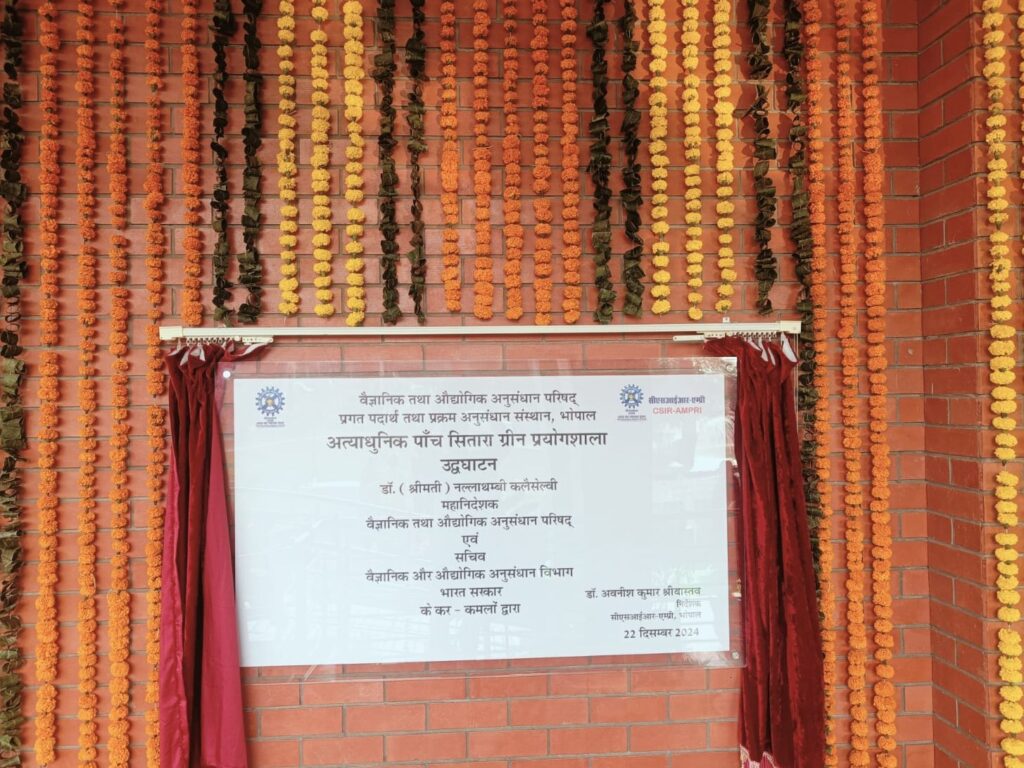 वैज्ञानिक तथा औद्योगिक अनुसंधान परिषद्
प्रगत पदार्थ तथा प्रक्रम अनुसंधान संस्थान, भोपाल
सीएसआईआर-एम्प्री
CSIR-AMPRI
अत्याधुनिक पाँच सितारा ग्रीन प्रयोगशाला
उद्वघाटन
डॉ. ( श्रीमती ) नल्लाथम्बी कलैसेल्वी
महानिदेशक
वैज्ञानिक तथा औद्योगिक अनुसंधान परिषद्
एवं
सचिव
वैज्ञानिक और औद्योगिक अनुसंधान विभाग
भारत सरकार
के कर - कमलों द्वारा
डॉ. अवनीश कुमार श्रीवास्तव
निदेशक
सीएसआईआर-एम्प्री, भोपाल
22 दिसम्बर 2024